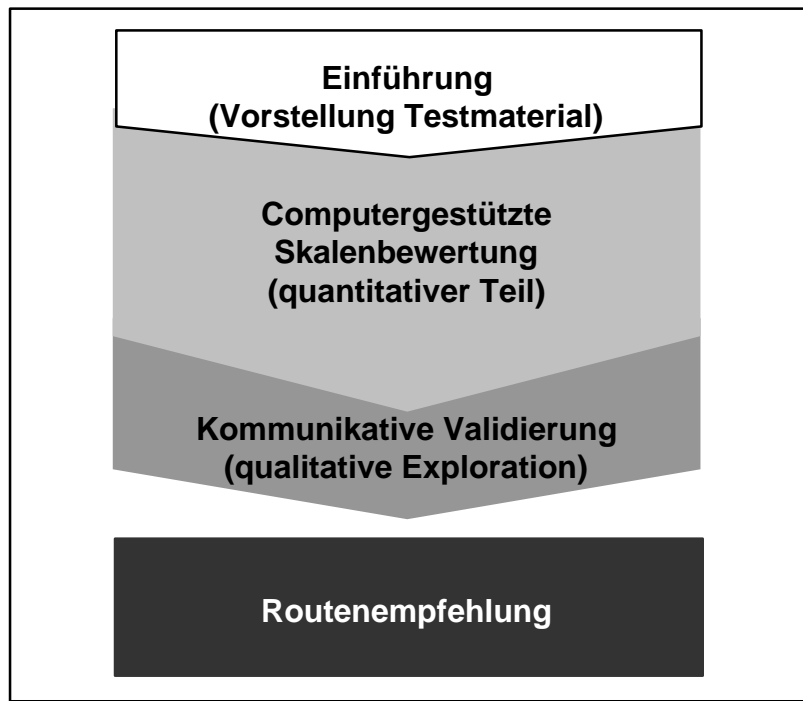 Einführung
(Vorstellung Testmaterial)
Computergestützte
Skalenbewertung
(quantitativer Teil)
Kommunikative Validierung
(qualitative Exploration)
Routenempfehlung